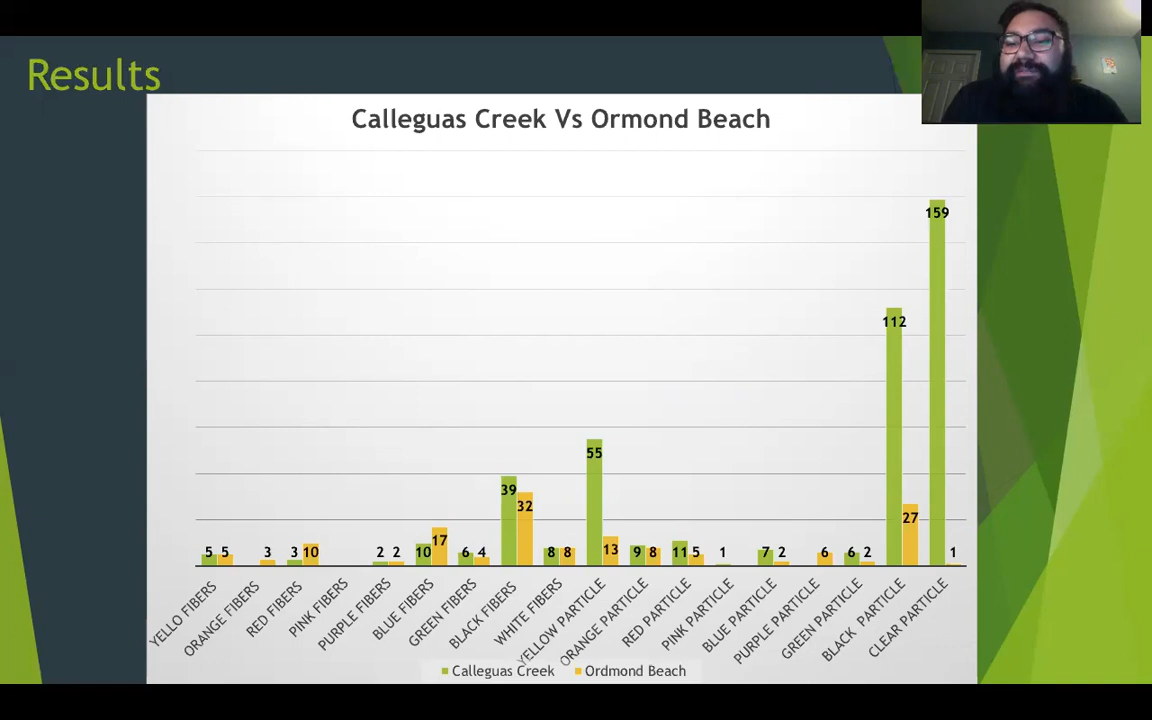 Results
Calleguas Creek Vs Ormond Beach
159
112
55
39
32
27
17
13
5 5 3 3 10 2 2 10 6 4 8 8 9 8 11 5 1 7 2 6 6 2 1
YELLO FIBERS
ORANGE FIBERS
RED FIBERS
PINK FIBERS
PURPLE FIBERS
BLUE FIBERS
GREEN FIBERS
BLACK FIBERS
WHITE FIBERS
YELLOW PARTICLE
ORANGE PARTICLE
RED PARTICLE
PINK PARTICLE
BLUE PARTICLE
PURPLE PARTICLE
GREEN PARTICLE
BLACK PARTICLE
CLEAR PARTICLE
Calleguas Creek Ordmond Beach